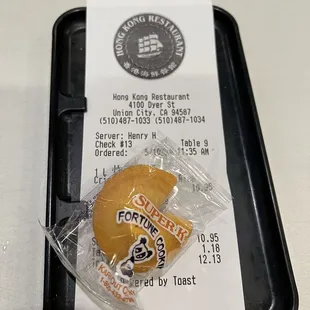 HONG KONG RESTAURANT
Hong Kong Restaurant
4100 Dyer St
Union City, CA 94587
(510)487-1033 (510)487-1034
Server: Henry H
Check #13 Table 9
Ordered: 11:35 AM
1 L
10.95
SUPER-K
FORTUNE COOKI
10.95
1.18
12.13
ered by Toast